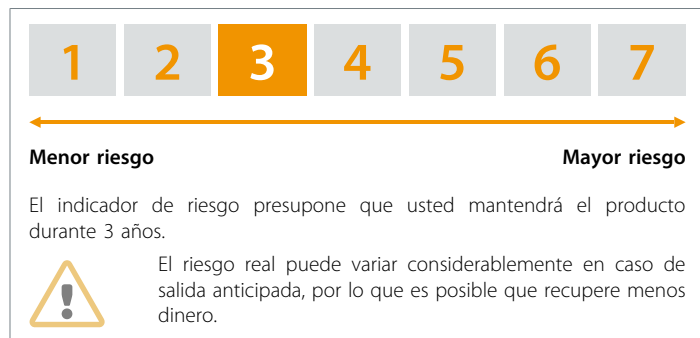 1 2 3 4 5 6 7
Menor riesgo Mayor riesgo
El indicador de riesgo presupone que usted mantendrá el producto
durante 3 años.
El riesgo real puede variar considerablemente en caso de
salida anticipada, por lo que es posible que recupere menos
dinero.